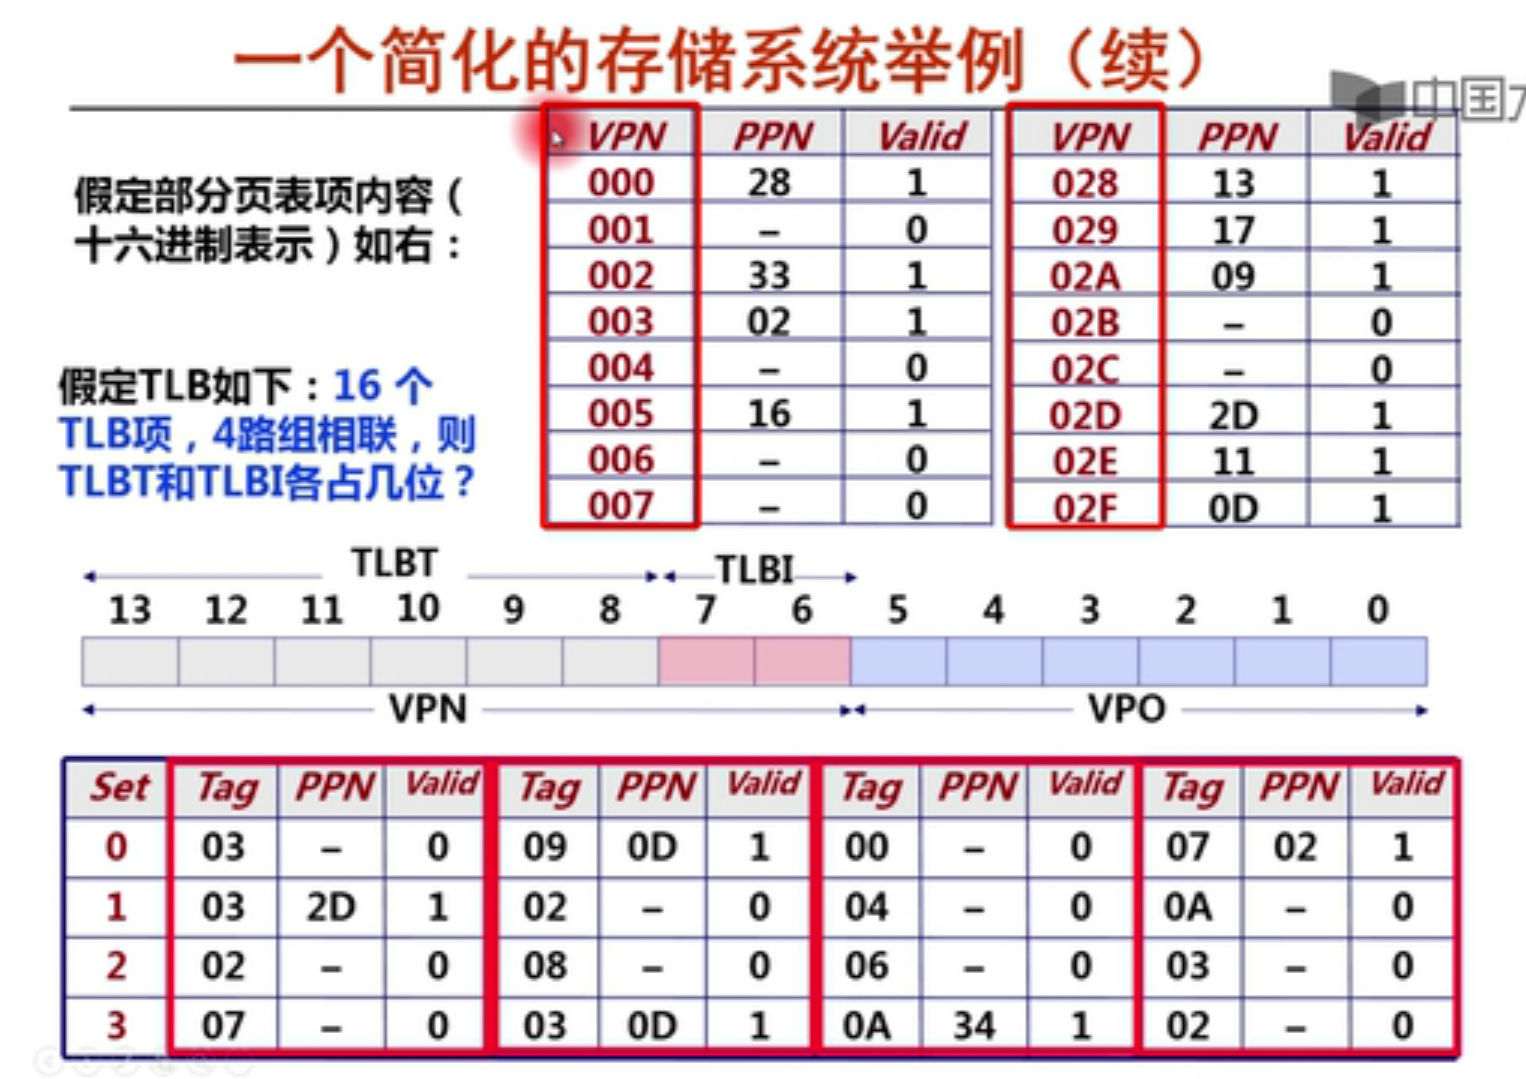 一个简化的存储系统举例（续）
中国
假定部分页表项内容（
十六进制表示）如右：
VPN PPN Valid VPN PPN Valid
000 28 1 028 13 1
001 – 0 029 17 1
002 33 1 02A 09 1
003 02 1 02B – 0
004 – 0 02C – 0
005 16 1 02D 2D 1
006 – 0 02E 11 1
007 – 0 02F 0D 1
假定TLB如下：16 个
TLB项，4路组相联，则
TLBT和TLBI各占几位？
TLBT TLBI
13 12 11 10 9 8 7 6 5 4 3 2 1 0
VPN VPO
Set Tag PPN Valid Tag PPN Valid Tag PPN Valid Tag PPN Valid
0 03 – 0 09 0D 1 00 – 0 07 02 1
1 03 2D 1 02 – 0 04 – 0 0A – 0
2 02 – 0 08 – 0 06 – 0 03 – 0
3 07 – 0 03 0D 1 0A 34 1 02 – 0